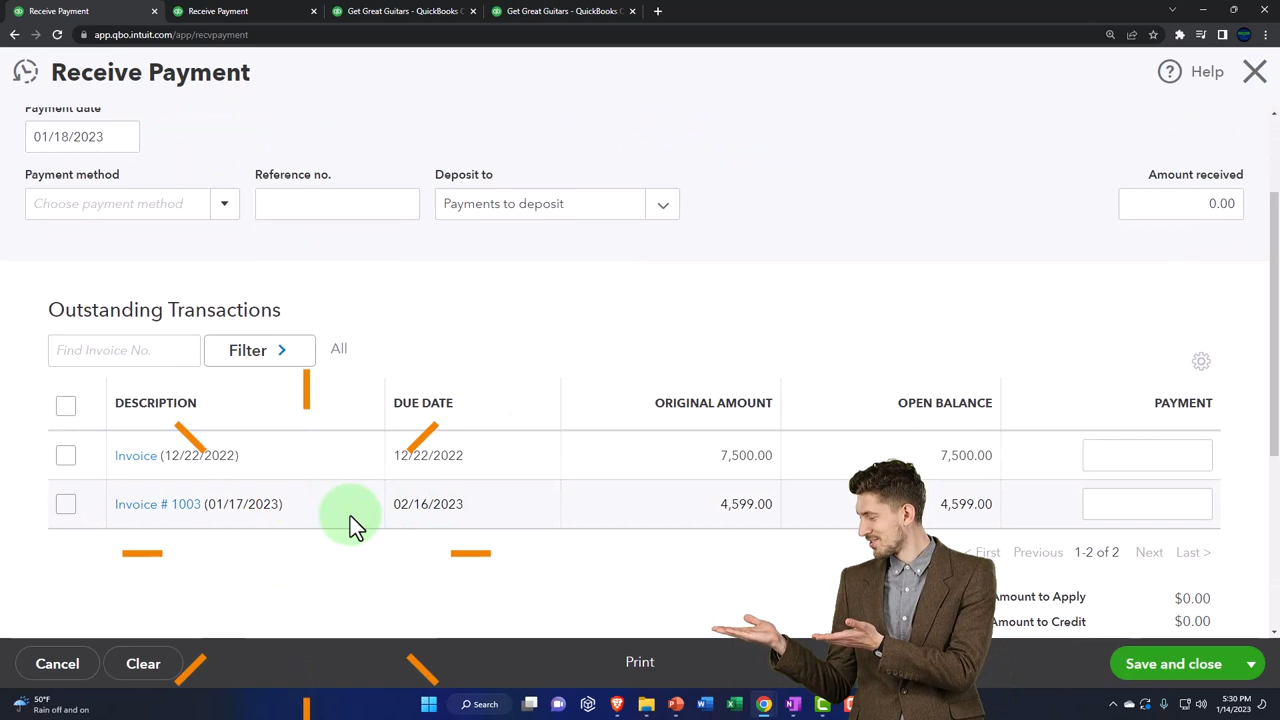 Receive Payment
Receive Payment
Get Great Guitars - QuickBooks C
Get Great Guitars - QuickBooks C
app.qbo.intuit.com/app/recvpayment
Receive Payment
Help
Payment date
01/18/2023
Payment method
Reference no.
Deposit to
Amount received
Choose payment method
Payments to deposit
0.00
Outstanding Transactions
Find Invoice No.
Filter
All
DESCRIPTION
DUE DATE
ORIGINAL AMOUNT
OPEN BALANCE
PAYMENT
Invoice (12/22/2022)
12/22/2022
7,500.00
7,500.00
Invoice # 1003 (01/17/2023)
02/16/2023
4,599.00
4,599.00
< First
Previous
1-2 of 2
Next
Last >
Amount to Apply
$0.00
Amount to Credit
$0.00
Cancel
Clear
Print
Save and close
50°F
Rain off and on
Search
5:30 PM
1/14/2023